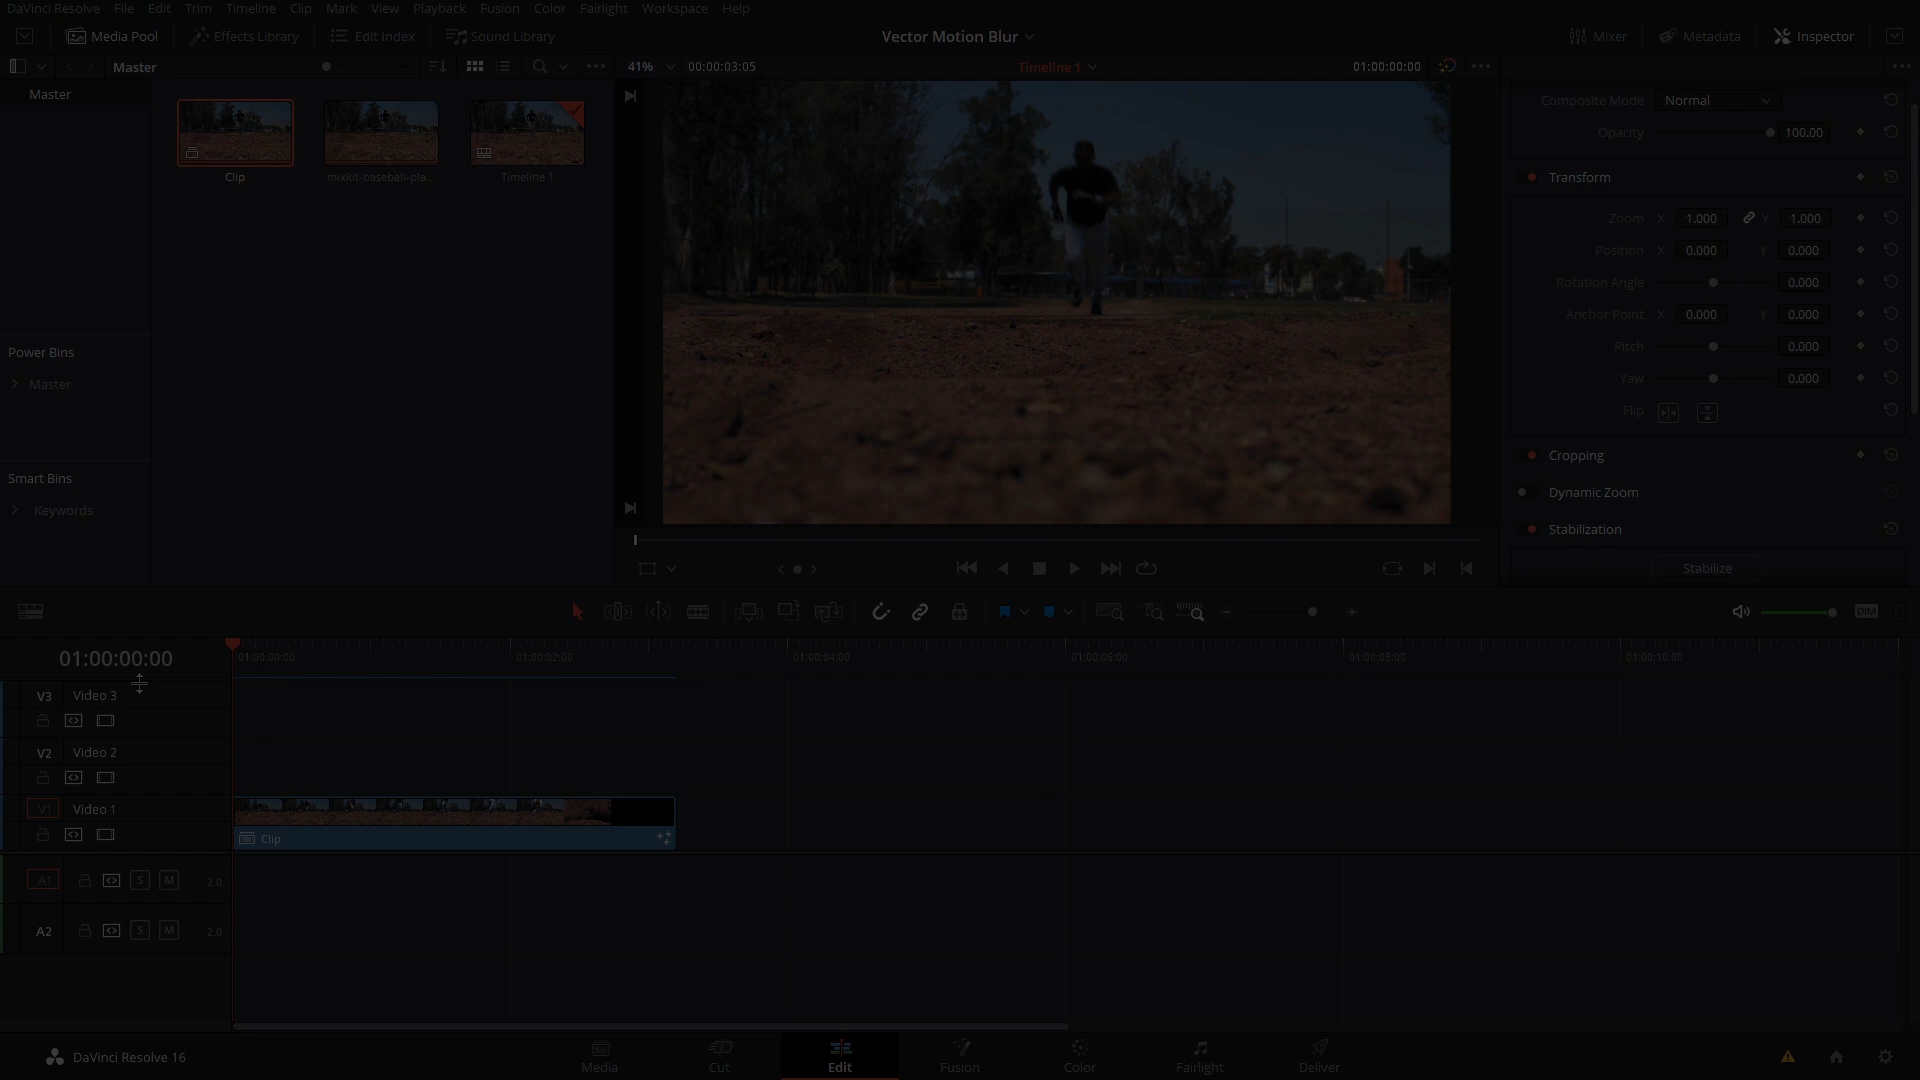 DaVinci Resolve File Edit Trim Timeline Clip Mark View Playback Fusion Color Fairlight Workspace Help
Media Pool Effects Library Edit Index Sound Library Vector Motion Blur Mixer Metadata Inspector
Master 41% 00:00:03:05 Timeline 1 01:00:00:00
Master
Clip
mixkit-baseball-pla...
Timeline 1
Power Bins
Master
Smart Bins
Keywords
Composite Mode Normal
Opacity 100.00
Transform
Zoom X 1.000 Y 1.000
Position X 0.000 Y 0.000
Rotation Angle 0.000
Anchor Point X 0.000 Y 0.000
Pitch 0.000
Yaw 0.000
Flip
Cropping
Dynamic Zoom
Stabilization
Stabilize
DIM
01:00:00:00
01:00:00:00 01:00:02:00 01:00:04:00 01:00:06:00 01:00:08:00 01:00:10:00
V3 Video 3
V2 Video 2
V1 Video 1
Clip
A1 S M 2.0
A2 S M 2.0
DaVinci Resolve 16
Media Cut Edit Fusion Color Fairlight Deliver